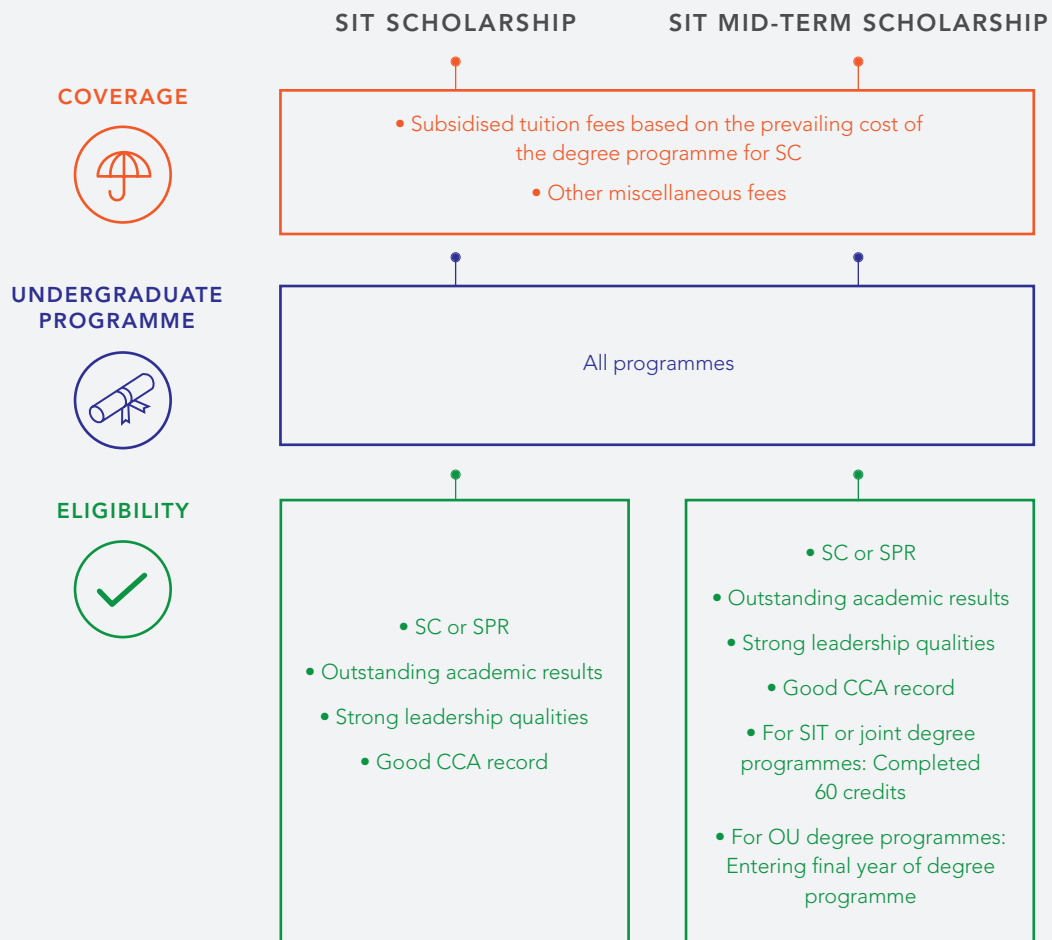 SIT SCHOLARSHIP
SIT MID-TERM SCHOLARSHIP
COVERAGE
• Subsidised tuition fees based on the prevailing cost of
the degree programme for SC
• Other miscellaneous fees
UNDERGRADUATE
PROGRAMME
All programmes
ELIGIBILITY
• SC or SPR
• Outstanding academic results
• Strong leadership qualities
• Good CCA record
• SC or SPR
• Outstanding academic results
• Strong leadership qualities
• Good CCA record
• For SIT or joint degree
programmes: Completed
60 credits
• For OU degree programmes:
Entering final year of degree
programme